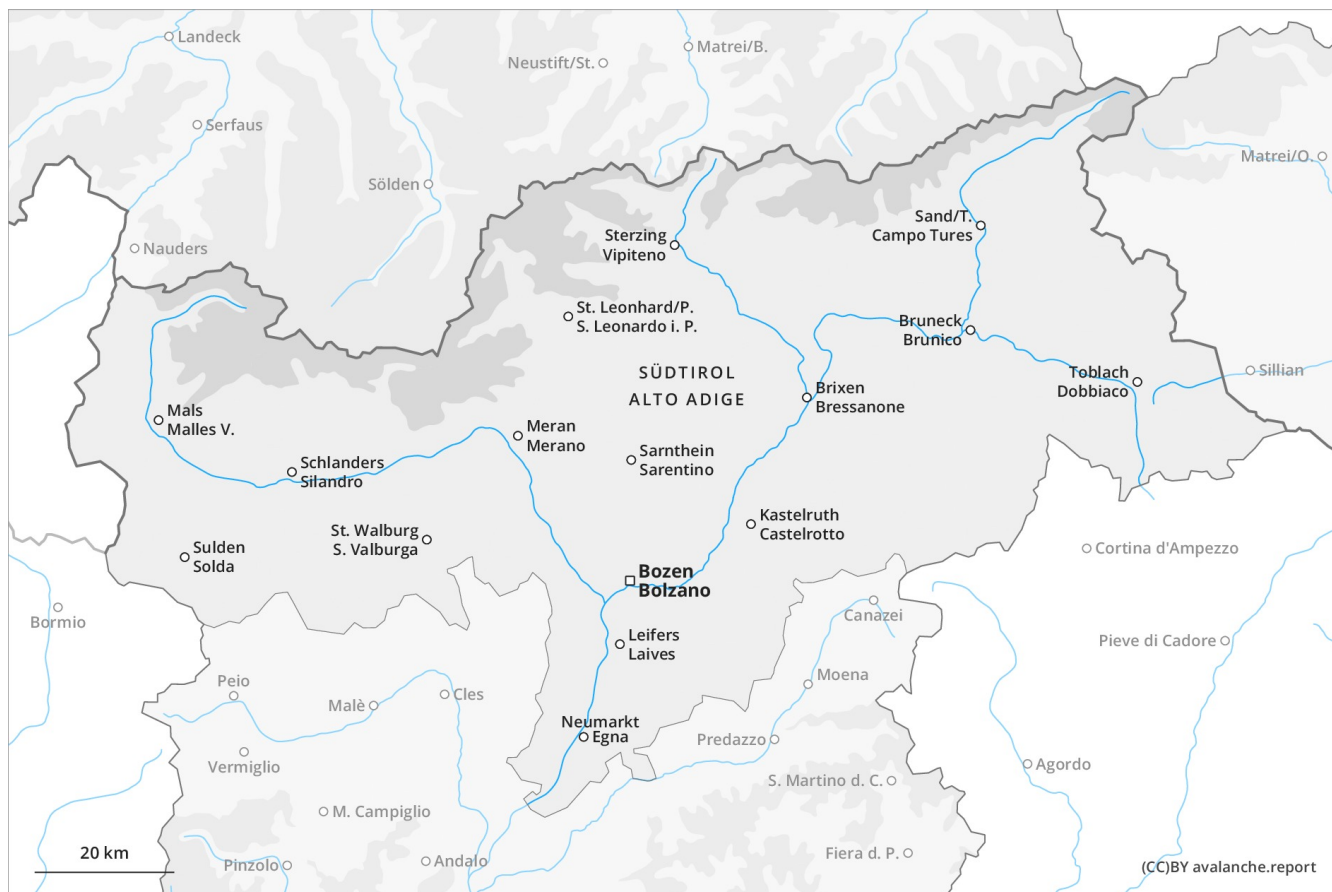 Landeck
Matrei/B.
Neustift/St.
Serfaus
Matrei/O.
Sölden
Sand/T.
Campo Tures
Sterzing
Vipiteno
Nauders
St. Leonhard/P.
S. Leonardo i. P.
Bruneck
Brunico
SÜDTIROL
ALTO ADIGE
Toblach
Dobbiaco
Sillian
Brixen
Bressanone
Mals
Malles V.
Meran
Merano
Sarnthein
Sarentino
Schlanders
Silandro
Kastelruth
Castelrotto
St. Walburg
S. Valburga
Sulden
Solda
Cortina d'Ampezzo
Bozen
Bolzano
Bormio
Canazei
Leifers
Laives
Pieve di Cadore
Peio
Moena
Malè
Cles
Neumarkt
Egna
Predazzo
Vermiglio
Agordo
S. Martino d. C.
M. Campiglio
20 km
Pinzolo
Andalo
Fiera d. P.
(CC)BY avalanche.report